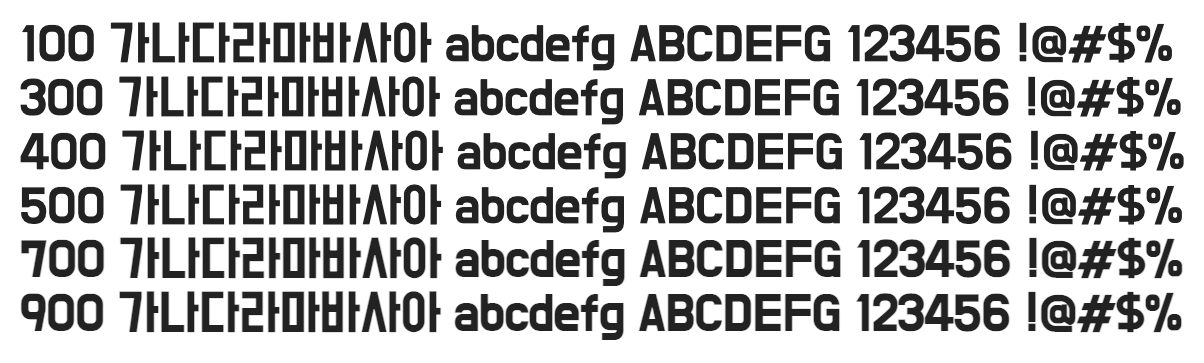 100 가나다라마바사아 abcdefg ABCDEFG 123456 !@#$%
300 가나다라마바사아 abcdefg ABCDEFG 123456 !@#$%
400 가나다라마바사아 abcdefg ABCDEFG 123456 !@#$%
500 가나다라마바사아 abcdefg ABCDEFG 123456 !@#$%
700 가나다라마바사아 abcdefg ABCDEFG 123456 !@#$%
900 가나다라마바사아 abcdefg ABCDEFG 123456 !@#$%